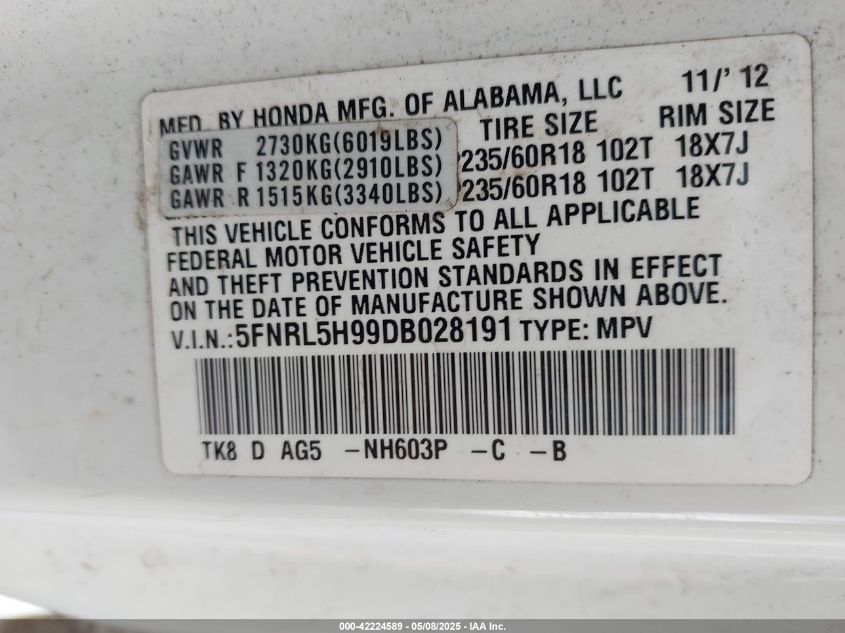 MFD. BY HONDA MFG. OF ALABAMA, LLC 11/'12
TIRE SIZE RIM SIZE
GVWR 2730KG(6019LBS)
GAWR F 1320KG(2910LBS) P235/60R18 102T 18X7J
GAWR R 1515KG(3340LBS) P235/60R18 102T 18X7J
THIS VEHICLE CONFORMS TO ALL APPLICABLE
FEDERAL MOTOR VEHICLE SAFETY
AND THEFT PREVENTION STANDARDS IN EFFECT
ON THE DATE OF MANUFACTURE SHOWN ABOVE.
V.I.N.:5FNRL5H99DB028191 TYPE: MPV
TK8 D AG5 -NH603P -C -B
000-42224589 - 05/08/2025 - IAA Inc.